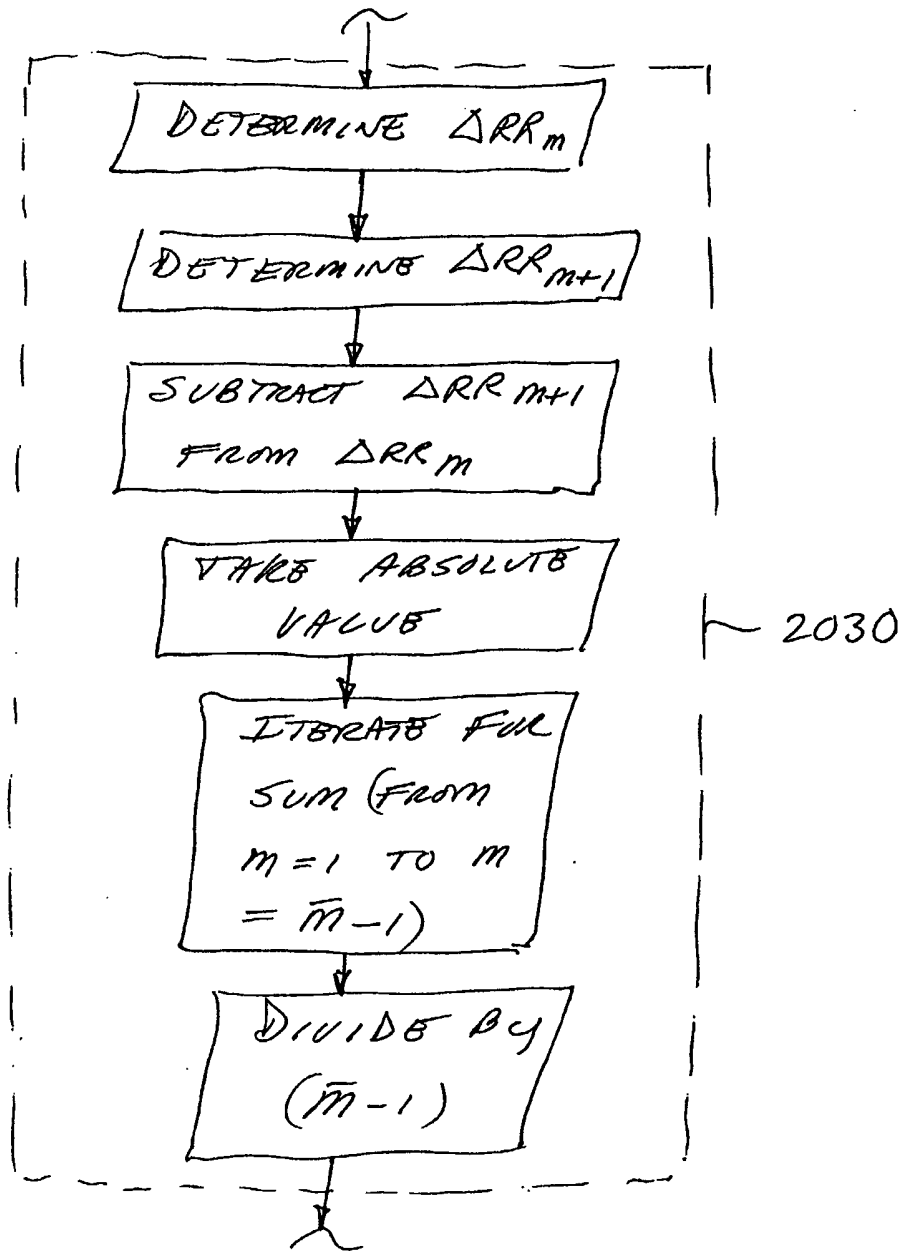 DETERMINE ΔRRm
DETERMINE ΔRRm+1
SUBTRACT ΔRRm+1
FROM ΔRRm
TAKE ABSOLUTE
VALUE
2030
ITERATE FOR
SUM (FROM
m=1 TO m
= m̅-1)
DIVIDE BY
(m̅-1)